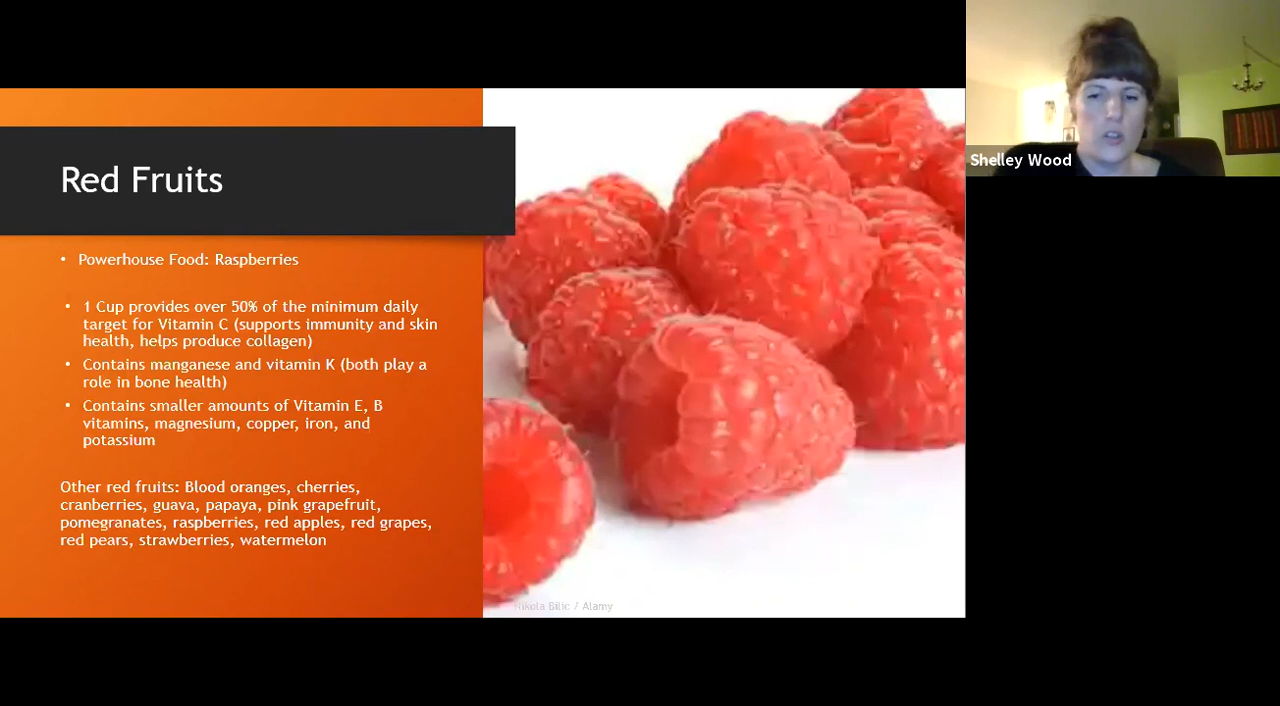 Red Fruits
• Powerhouse Food: Raspberries
• 1 Cup provides over 50% of the minimum daily
target for Vitamin C (supports immunity and skin
health, helps produce collagen)
• Contains manganese and vitamin K (both play a
role in bone health)
• Contains smaller amounts of Vitamin E, B
vitamins, magnesium, copper, iron, and
potassium
Other red fruits: Blood oranges, cherries,
cranberries, guava, papaya, pink grapefruit,
pomegranates, raspberries, red apples, red grapes,
red pears, strawberries, watermelon
Nikola Bilic / Alamy
Shelley Wood